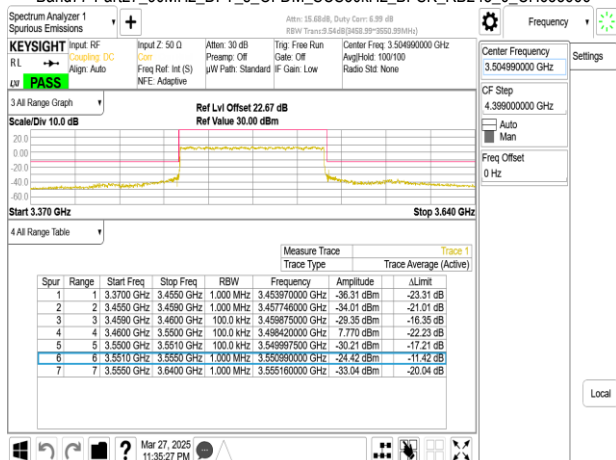 Spectrum Analyzer 1
Spurious Emissions
Attn: 15.68dB, Duty Corr: 6.99 dB
RBW Trans:9.54dB(3458.99~3550.99MHz)
Frequency
KEYSIGHT
Input: RF
Coupling: DC
Align: Auto
Input Z: 50 Ω
Corr
Freq Ref: Int (S)
NFE: Adaptive
Atten: 30 dB
Preamp: Off
µW Path: Standard
Trig: Free Run
Gate: Off
IF Gain: Low
Center Freq: 3.504990000 GHz
Avg|Hold: 100/100
Radio Std: None
RL
LXI
PASS
Center Frequency
3.504990000 GHz
Settings
CF Step
4.399000000 GHz
Auto
Man
Freq Offset
0 Hz
3 All Range Graph
Ref Lvl Offset 22.67 dB
Scale/Div 10.0 dB
Ref Value 30.00 dBm
20.0
0.00
-20.0
-40.0
-60.0
Start 3.370 GHz
Stop 3.640 GHz
4 All Range Table
Measure Trace Trace 1
Trace Type Trace Average (Active)
Spur Range Start Freq Stop Freq RBW Frequency Amplitude ΔLimit
1 1 3.3700 GHz 3.4550 GHz 1.000 MHz 3.453970000 GHz -36.31 dBm -23.31 dB
2 2 3.4550 GHz 3.4590 GHz 1.000 MHz 3.457746000 GHz -34.01 dBm -21.01 dB
3 3 3.4590 GHz 3.4600 GHz 100.0 kHz 3.459875000 GHz -29.35 dBm -16.35 dB
4 4 3.4600 GHz 3.5500 GHz 100.0 kHz 3.498420000 GHz 7.770 dBm -22.23 dB
5 5 3.5500 GHz 3.5510 GHz 100.0 kHz 3.549997500 GHz -30.21 dBm -17.21 dB
6 6 3.5510 GHz 3.5550 GHz 1.000 MHz 3.550990000 GHz -24.42 dBm -11.42 dB
7 7 3.5550 GHz 3.6400 GHz 1.000 MHz 3.555160000 GHz -33.04 dBm -20.04 dB
Local
Mar 27, 2025
11:35:27 PM